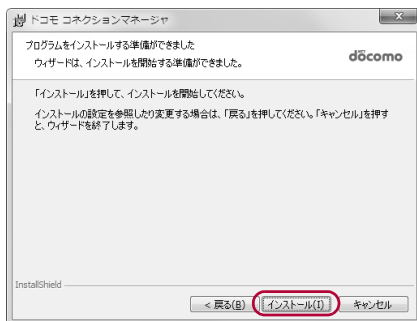 ドコモ コネクションマネージャ
プログラムをインストールする準備ができました
ウィザードは、インストールを開始する準備ができました。
döcomo
「インストール」を押して、インストールを開始してください。
インストールの設定を参照したり変更する場合は、「戻る」を押してください。「キャンセル」を押す
と、ウィザードを終了します。
InstallShield
< 戻る(B)
インストール(I)
キャンセル